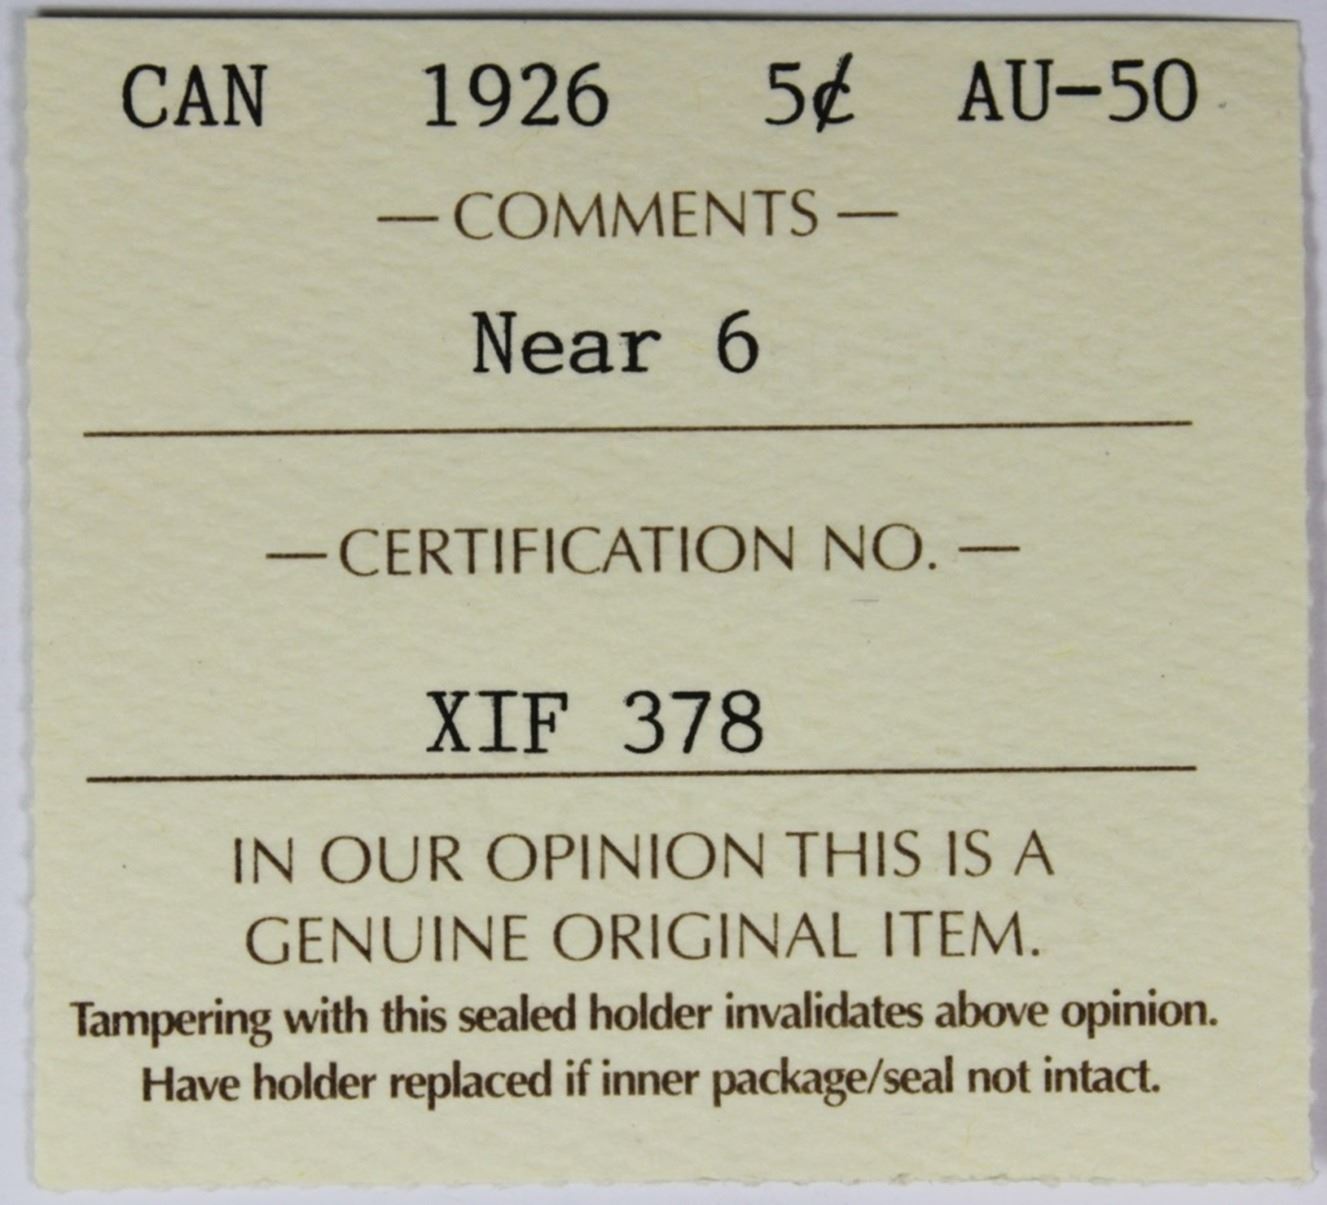 CAN 1926 5¢ AU-50
— COMMENTS —
Near 6
— CERTIFICATION NO. —
XIF 378
IN OUR OPINION THIS IS A
GENUINE ORIGINAL ITEM.
Tampering with this sealed holder invalidates above opinion.
Have holder replaced if inner package/seal not intact.